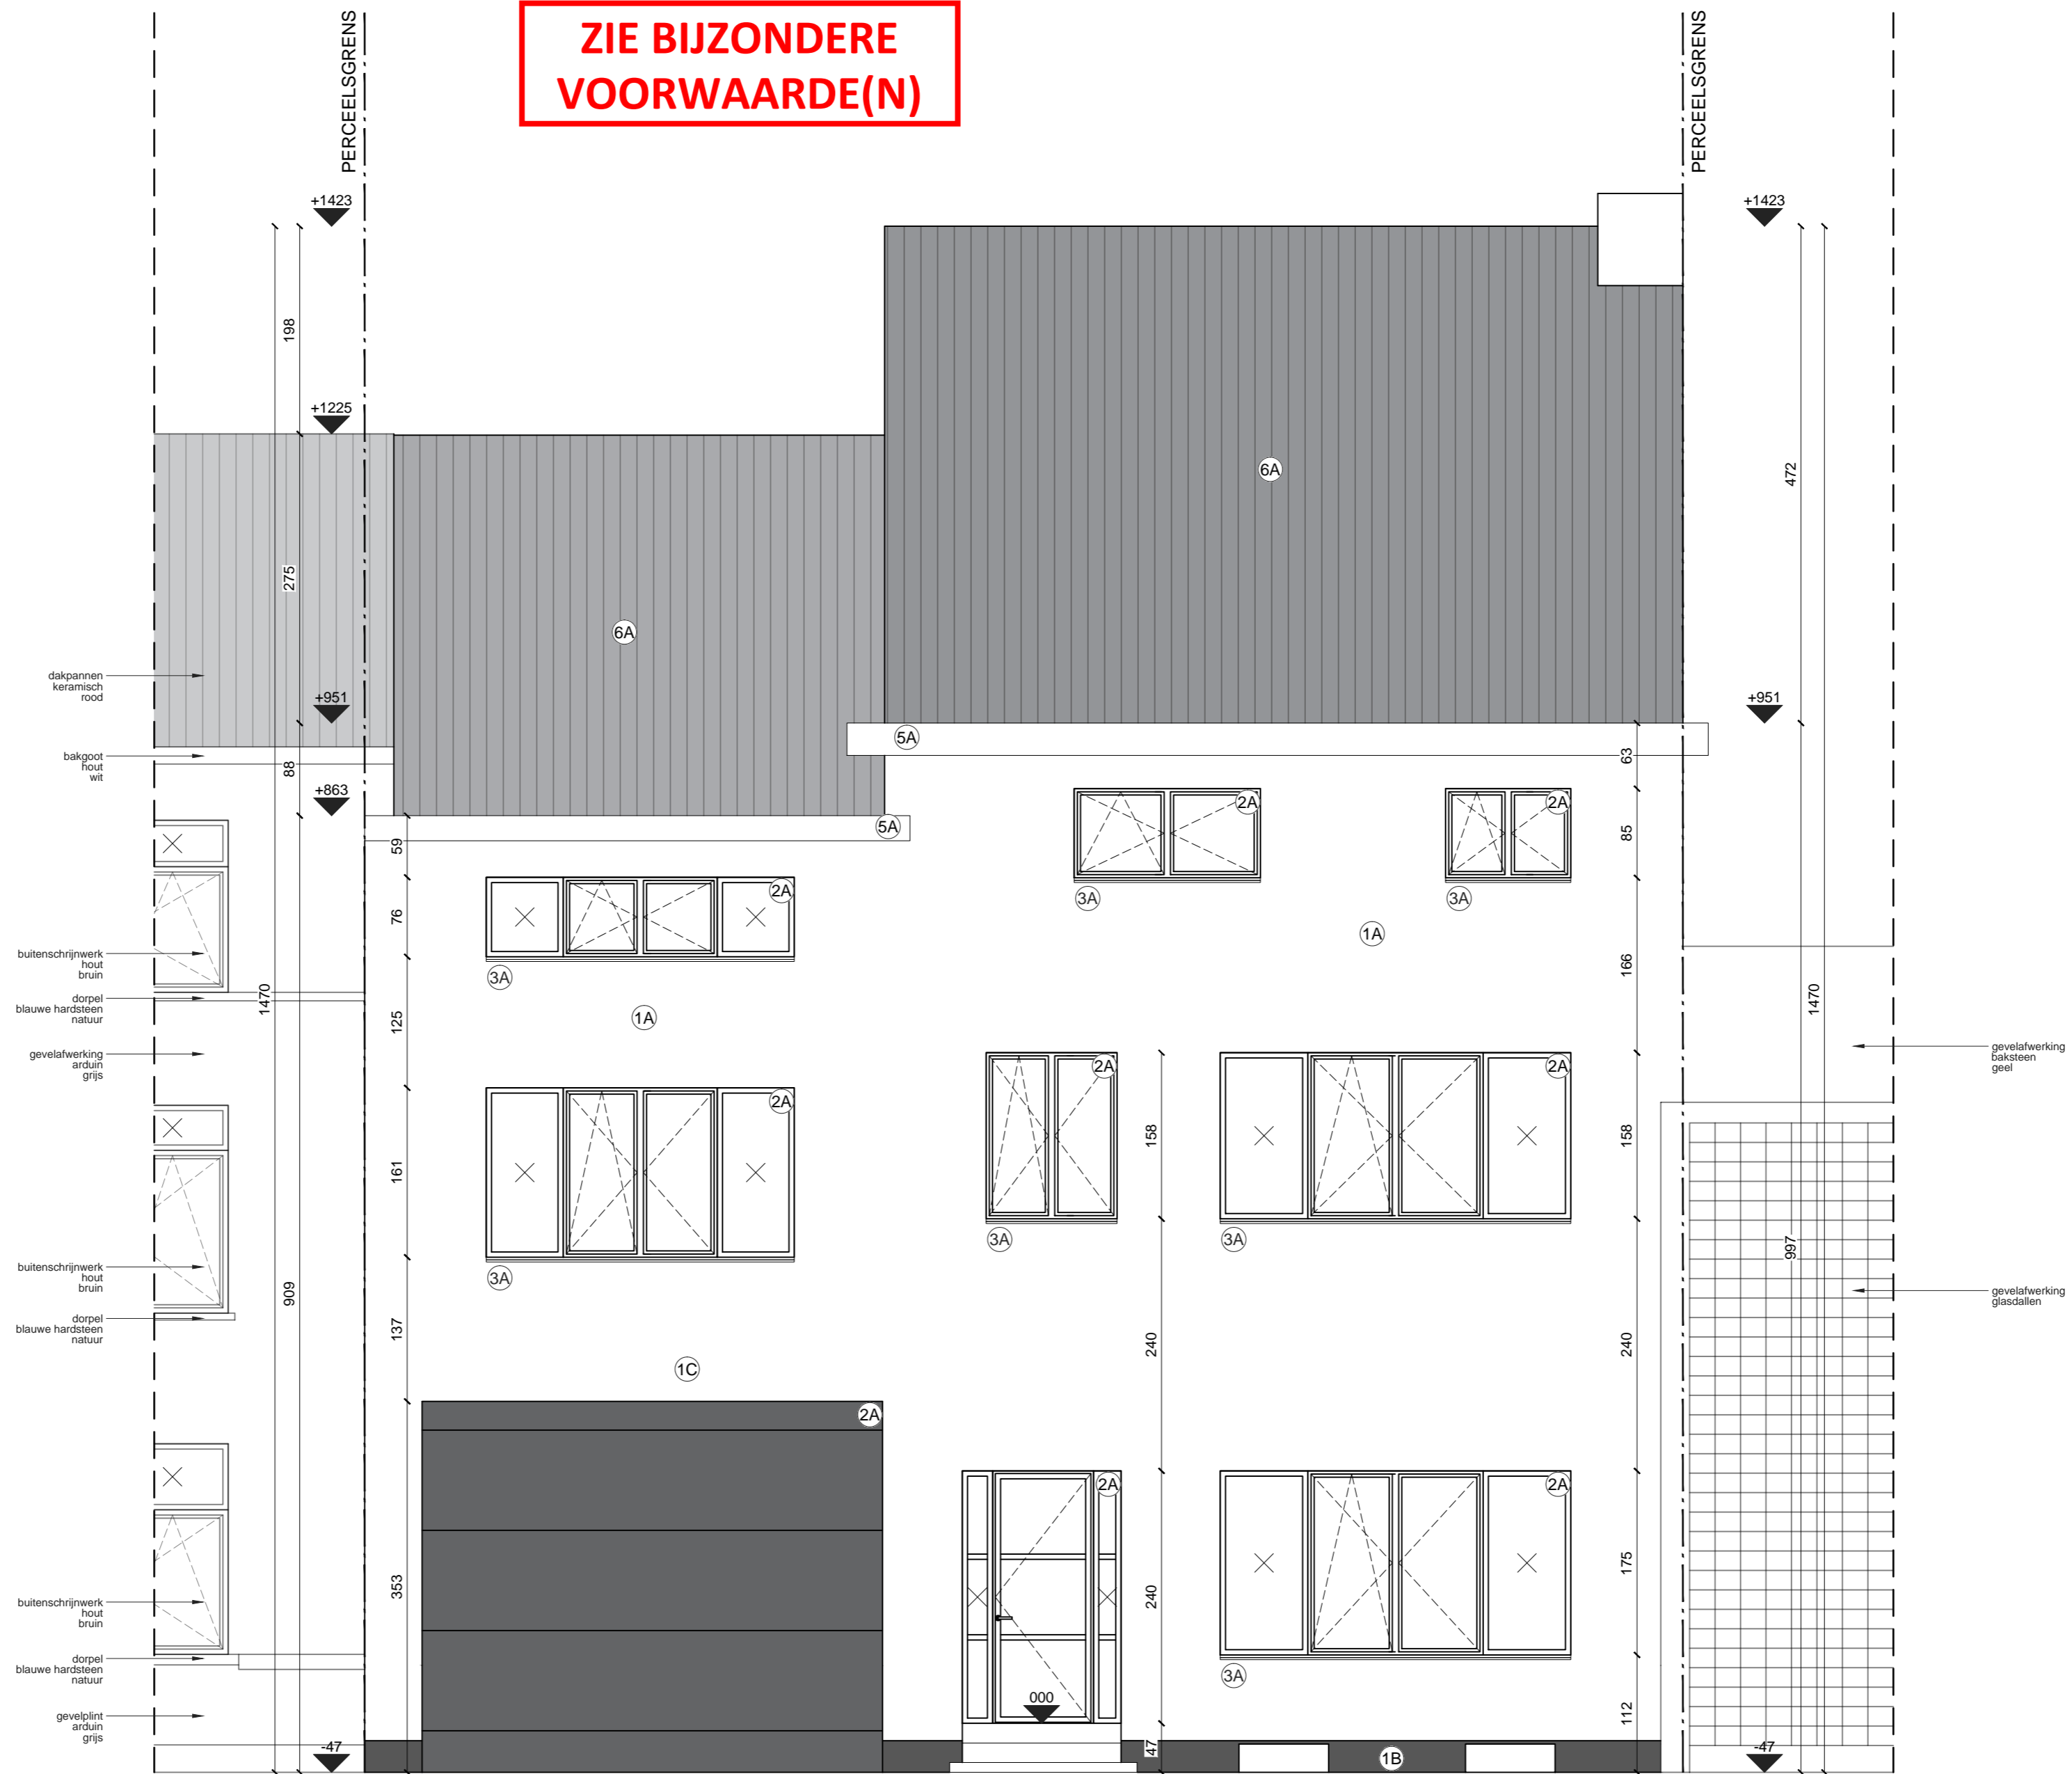 ZIE BIJZONDERE
VOORWAARDE(N)
PERCEELSGRENS
PERCEELSGRENS
+1423
+1423
198
+1225
472
6A
275
6A
dakpannen
keramisch
rood
+951
+951
5A
63
bakgoot
hout
wit
88
+863
5A
59
2A
2A
85
2A
3A
3A
76
1A
buitenschrijnwerk
hout
bruin
3A
166
dorpel
blauwe hardsteen
natuur
1470
1470
125
1A
gevelafwerking
arduin
grijs
gevelafwerking
baksteen
geel
2A
2A
2A
158
158
161
3A
3A
997
240
240
buitenschrijnwerk
hout
bruin
3A
909
gevelafwerking
glasdallen
dorpel
blauwe hardsteen
natuur
137
1C
2A
2A
2A
353
240
175
buitenschrijnwerk
hout
bruin
dorpel
blauwe hardsteen
natuur
3A
000
112
gevelplint
arduin
grijs
-47
47
1B
-47